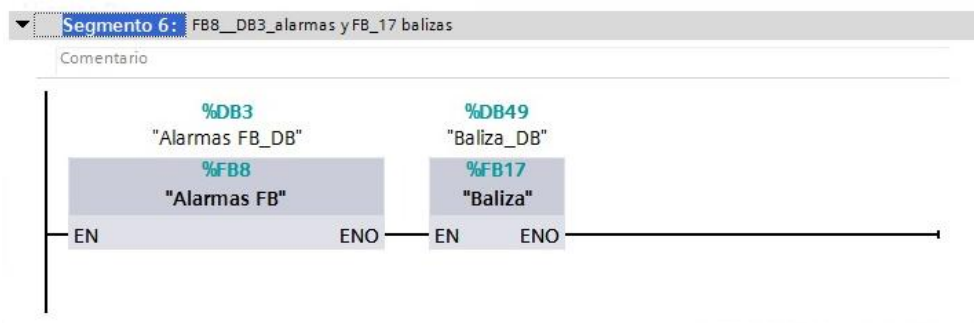 Segmento 6: FB8__DB3_alarmas y FB_17 balizas
Comentario
%DB3 %DB49
"Alarmas FB_DB" "Baliza_DB"
%FB8 %FB17
"Alarmas FB" "Baliza"
EN ENO EN ENO